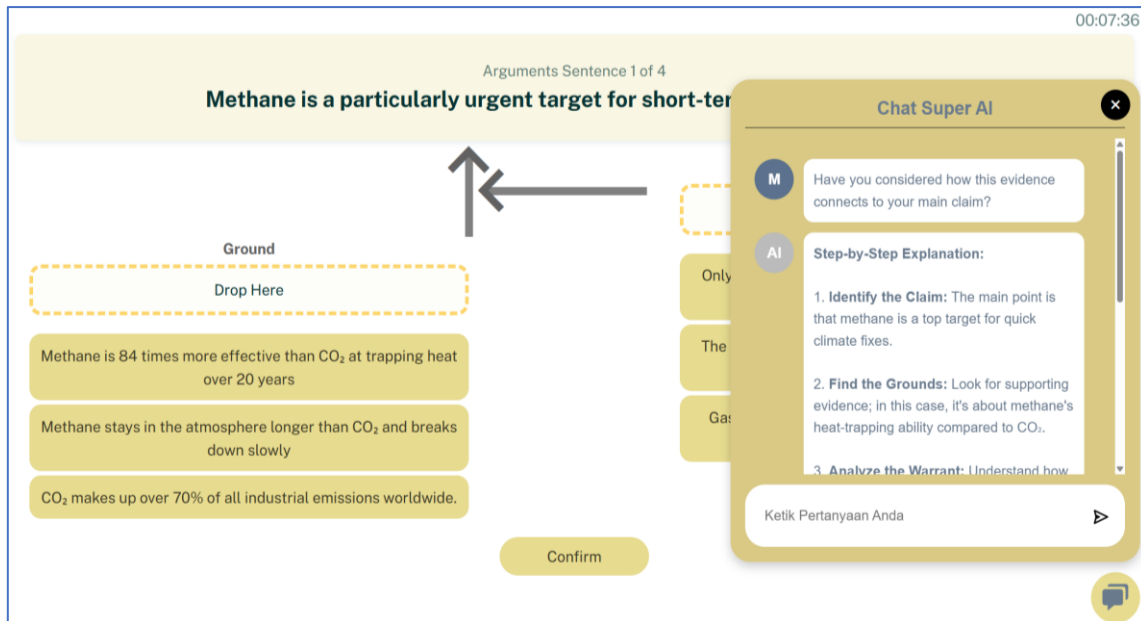 00:07:36
Arguments Sentence 1 of 4
Methane is a particularly urgent target for
Ground
Drop Here
Methane is 84 times more effective than CO₂ at trapping heat
over 20 years
Methane stays in the atmosphere longer than CO₂ and breaks
down slowly
CO₂ makes up over 70% of all industrial emissions worldwide.
Only
The
Confirm
Chat Super AI
M
Have you considered how this evidence
connects to your main claim?
AI
Step-by-Step Explanation:
1. Identify the Claim: The main point is
that methane is a top target for quick
climate fixes.
2. Find the Grounds: Look for supporting
evidence; in this case, it's about methane's
heat-trapping ability compared to CO₂.
3. Analyze the Warrant: Understand how
Ketik Pertanyaan Anda